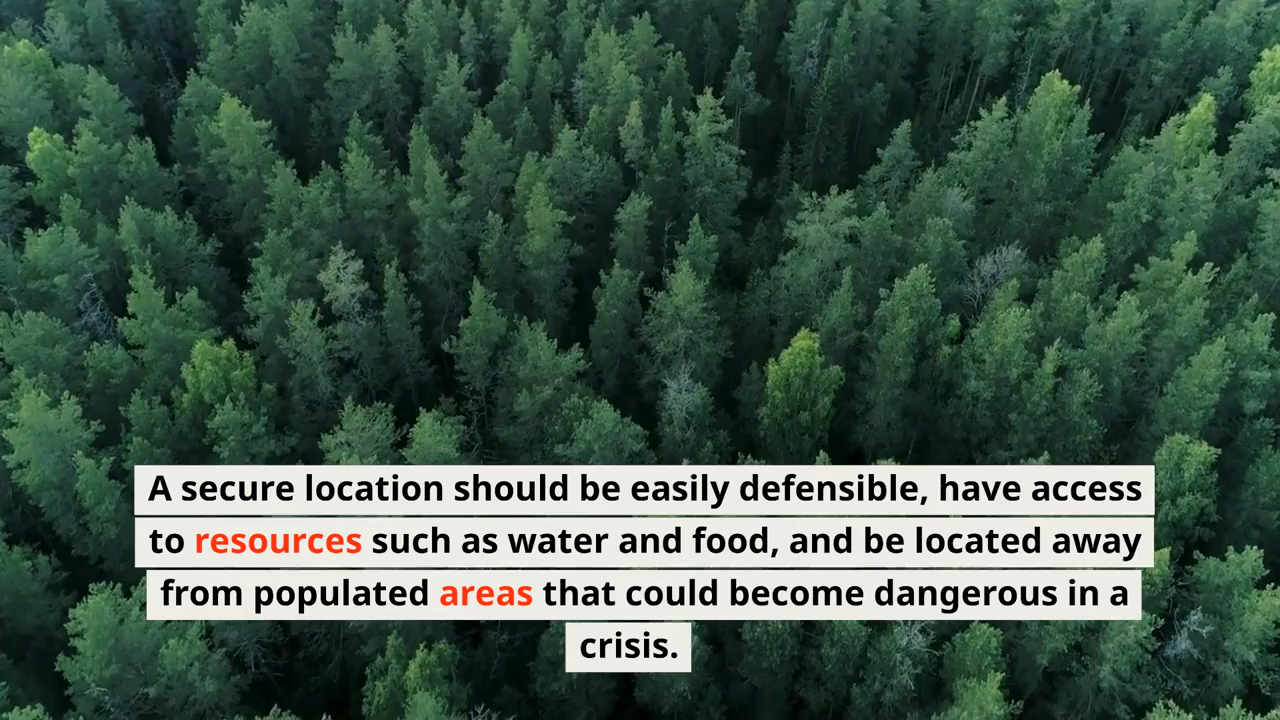 A secure location should be easily defensible, have access
to resources such as water and food, and be located away
from populated areas that could become dangerous in a
crisis.